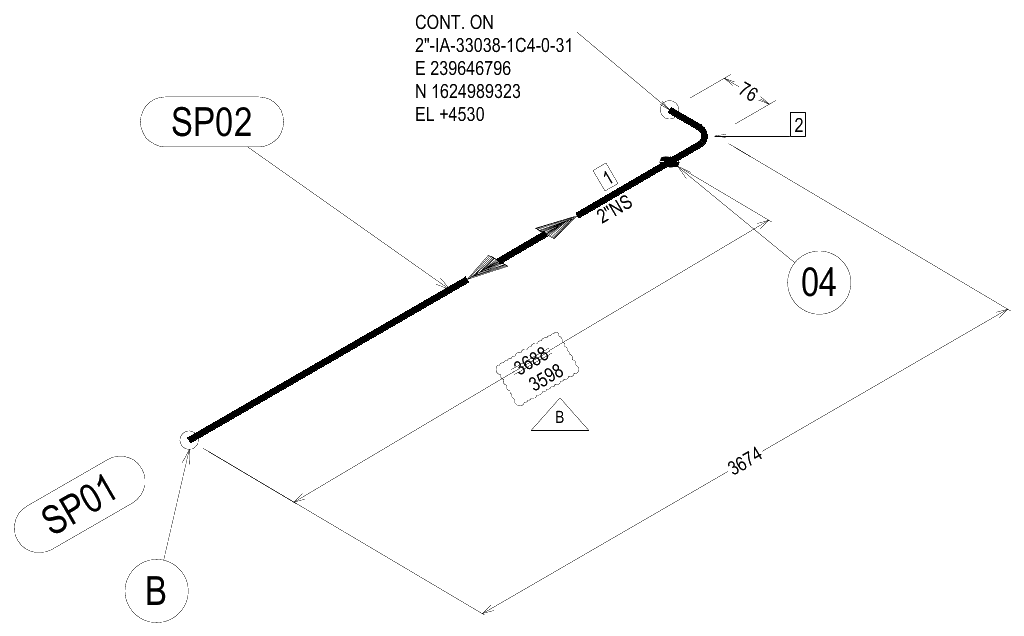 CONT. ON
2"-IA-33038-1C4-0-31
E 239646796
N 1624989323
EL +4530
76
SP02
2
1
2"NS
04
3688
3598
B
3674
SP01
B